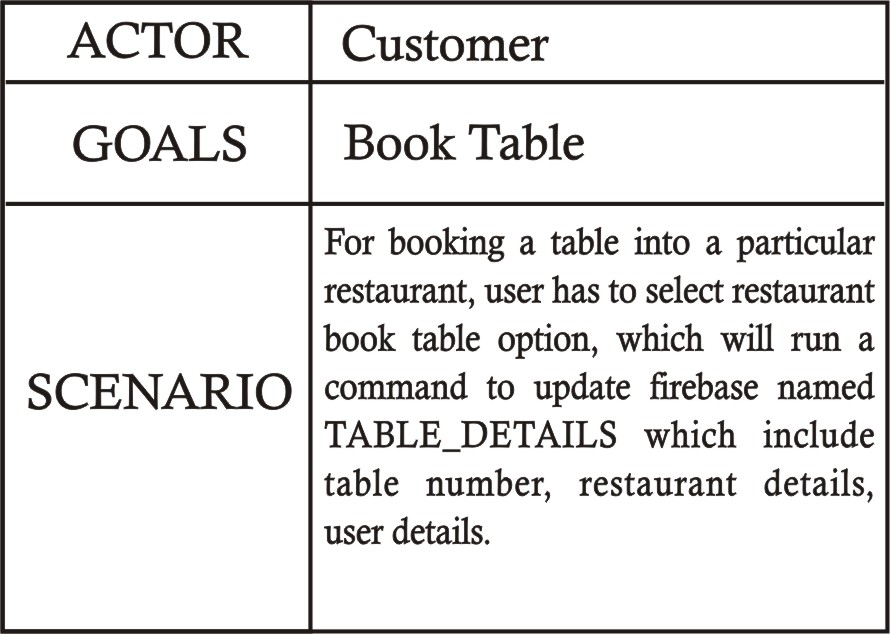 ACTOR
Customer
GOALS
Book Table
SCENARIO
For booking a table into a particular
restaurant, user has to select restaurant
book table option, which will run a
command to update firebase named
TABLE_DETAILS which include
table number, restaurant details,
user details.